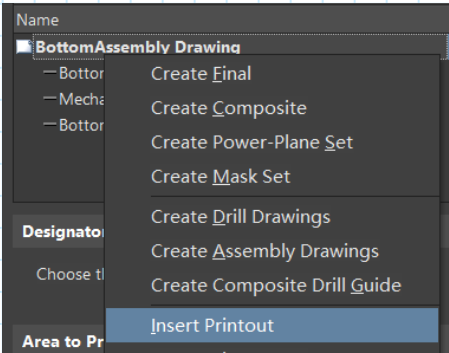 Name
BottomAssembly Drawing
Bottor
Create Final
Mecha
Create Composite
Bottor
Create Power-Plane Set
Create Mask Set
Create Drill Drawings
Designato
Create Assembly Drawings
Choose th
Create Composite Drill Guide
Insert Printout
Area to Pr